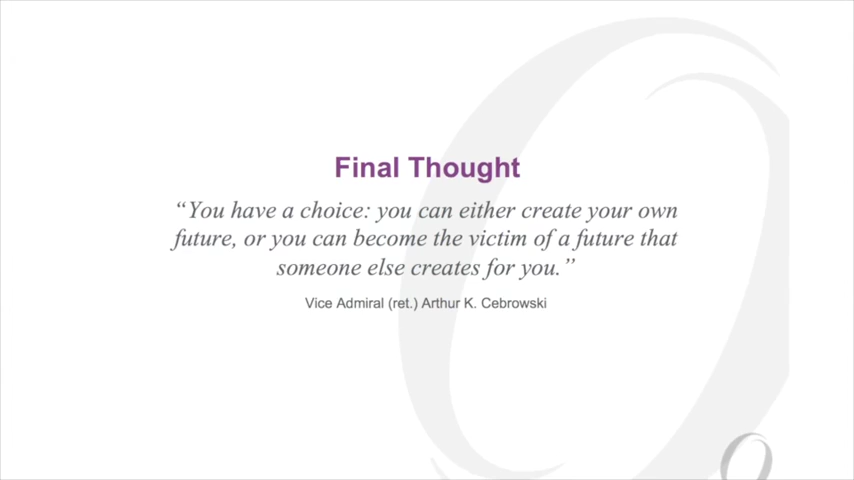 Final Thought
“You have a choice: you can either create your own
future, or you can become the victim of a future that
someone else creates for you.”
Vice Admiral (ret.) Arthur K. Cebrowski